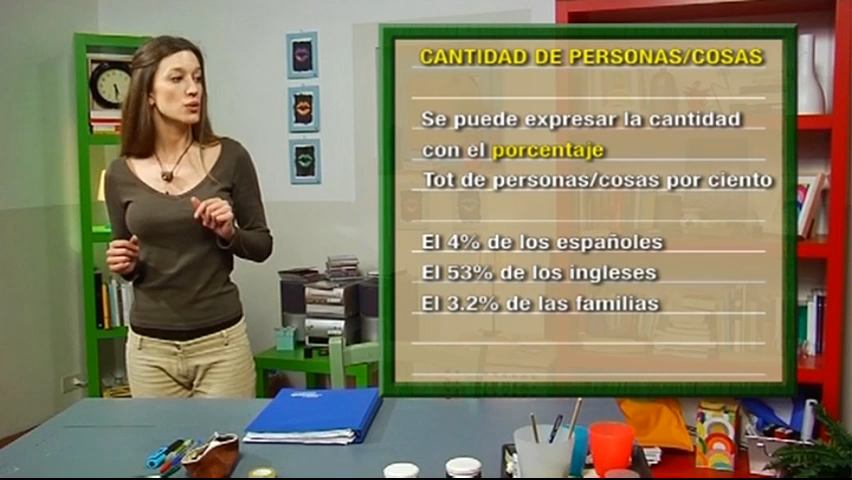 CANTIDAD DE PERSONAS/COSAS
Se puede expresar la cantidad
con el porcentaje
Tot de personas/cosas por ciento
El 4% de los españoles
El 53% de los ingleses
El 3.2% de las familias